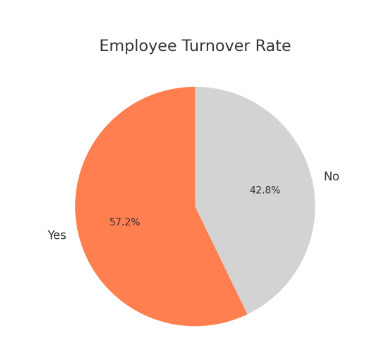 Employee Turnover Rate
No
42.8%
57.2%
Yes